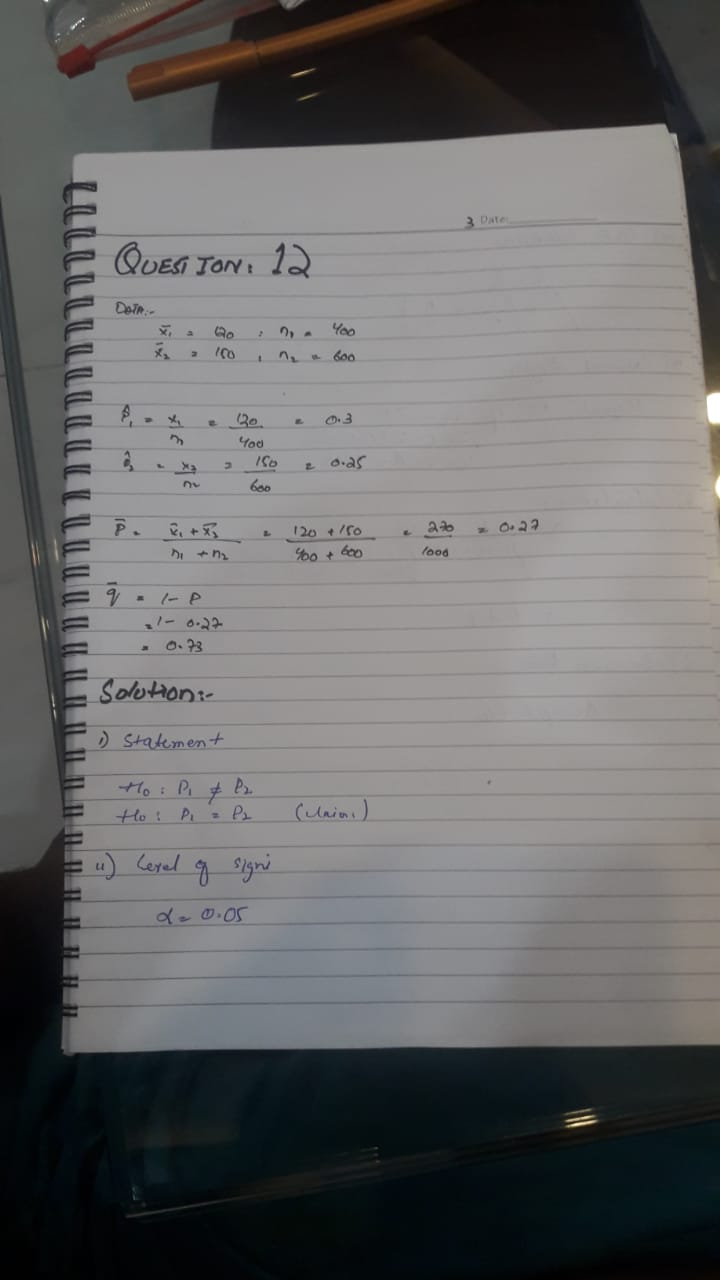 3 Date:
QUESTION: 12
DATA:-
x̄₁ = 120 : n₁ = 400
x̄₂ = 150 , n₂ = 600
p̂₁ = x₁/n₁ = 120/400 = 0.3
p̂₂ = x₂/n₂ = 150/600 = 0.25
p̄ = x̄₁ + x̄₂ / n₁ + n₂ = 120 + 150 / 400 + 600 = 270/1000 = 0.27
q̄ = 1 - P
= 1 - 0.27
= 0.73
Solution:-
i) Statement
H₀ : P₁ ≠ P₂
H₀ : P₁ = P₂ (claim)
ii) Level of signi
α = 0.05